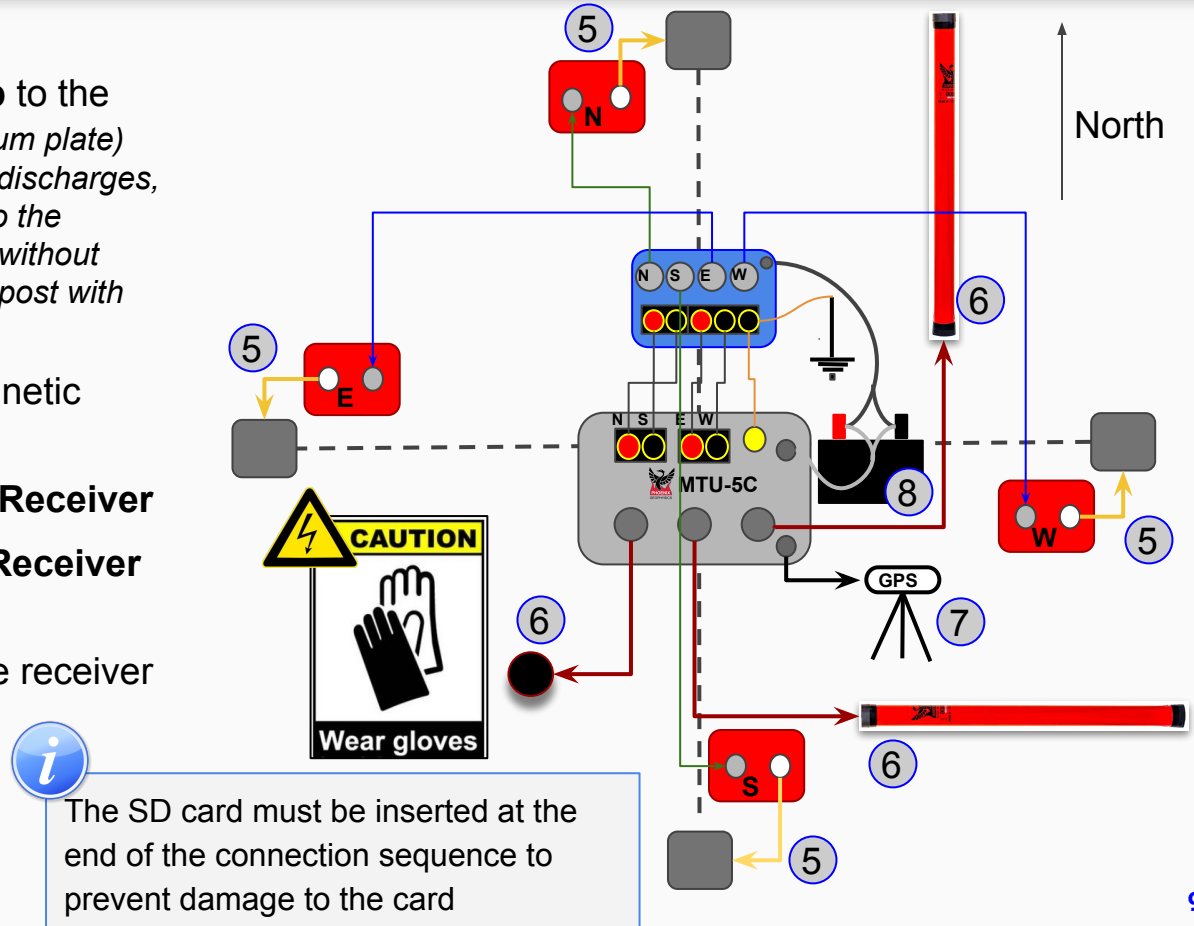 to the
um plate)
discharges,
o the
without
post with
netic
Receiver
Receiver
e receiver
5
N
North
N S E W
6
5
E
N S E W
MTU-5C
PHOENIX
GEOPHYSICS
8
W
5
CAUTION
Wear gloves
GPS
7
6
6
S
5
The SD card must be inserted at the
end of the connection sequence to
prevent damage to the card